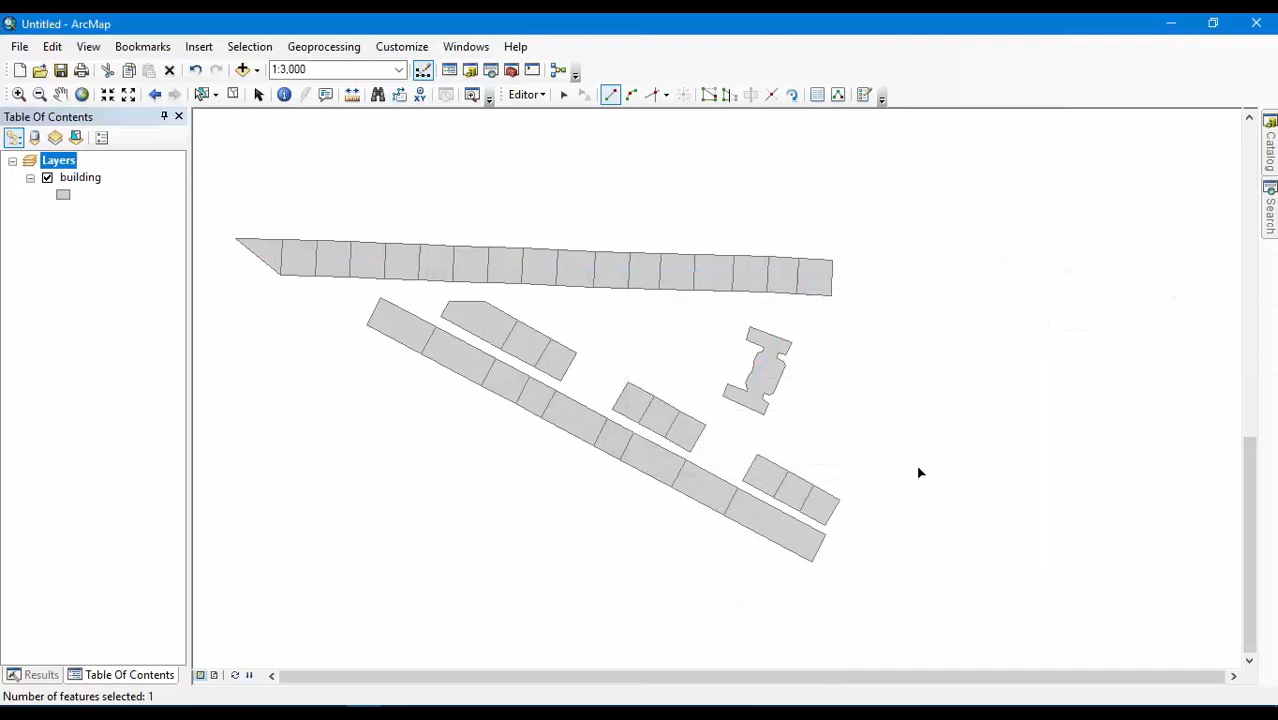 Untitled - ArcMap
File Edit View Bookmarks Insert Selection Geoprocessing Customize Windows Help
1:3,000
Editor
Table Of Contents
Layers
building
Catalog
Search
Results Table Of Contents
Number of features selected: 1